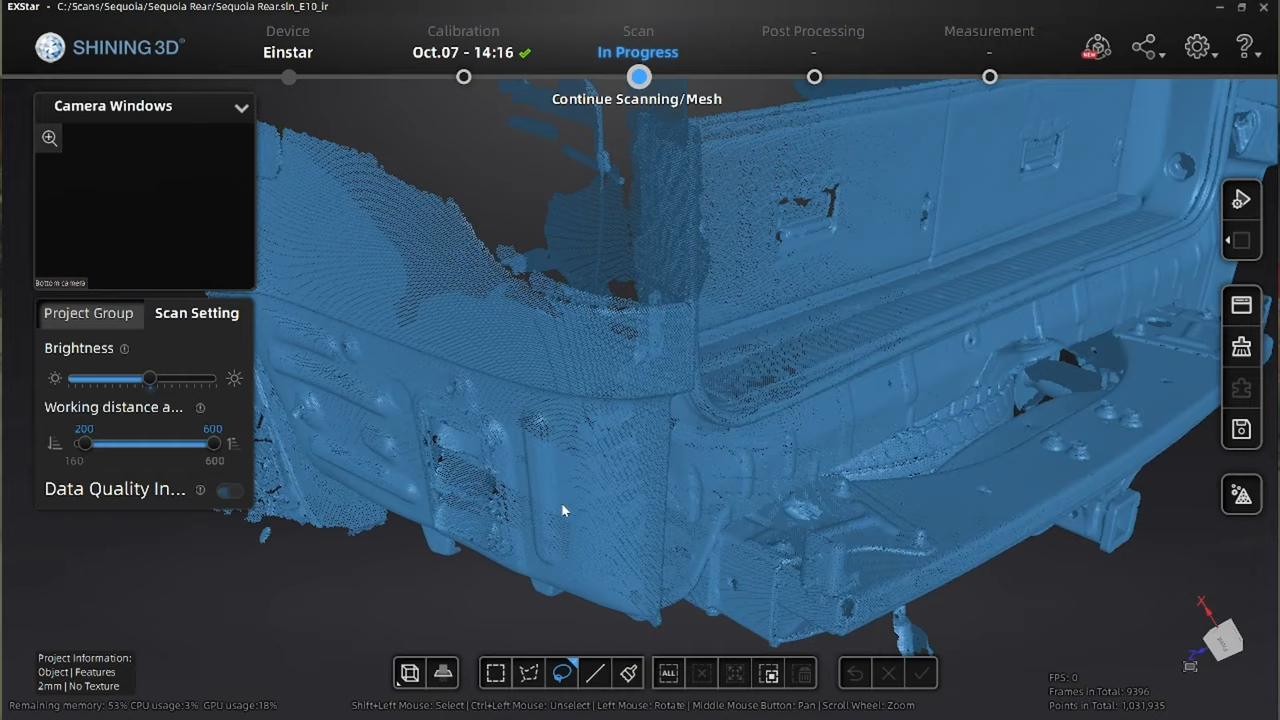 EXStar - C:/Scans/Sequoia/Sequoia Rear/Sequoia Rear.sln_E10_ir
SHINING 3D®
Device
Einstar
Calibration
Oct.07 - 14:16
Scan
In Progress
Continue Scanning/Mesh
Post Processing
-
Measurement
-
NEW
Camera Windows
Bottom camera
Project Group
Scan Setting
Brightness
Working distance a...
200
600
160
600
Data Quality In...
Project Information:
Object | Features
2mm | No Texture
ALL
X
Z
FPS: 0
Frames in Total: 9396
Points in Total: 1,031,935
Remaining memory: 53% CPU usage:3% GPU usage:18%
Shift+Left Mouse: Select | Ctrl+Left Mouse: Unselect | Left Mouse: Rotate | Middle Mouse Button: Pan | Scroll Wheel: Zoom